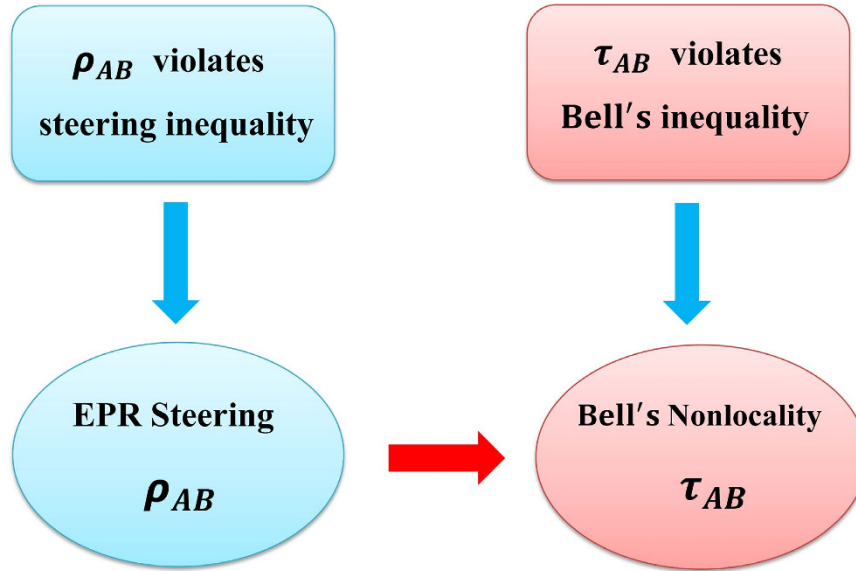 ρ_AB violates
steering inequality
τ_AB violates
Bell′s inequality
EPR Steering
ρ_AB
Bell′s Nonlocality
τ_AB